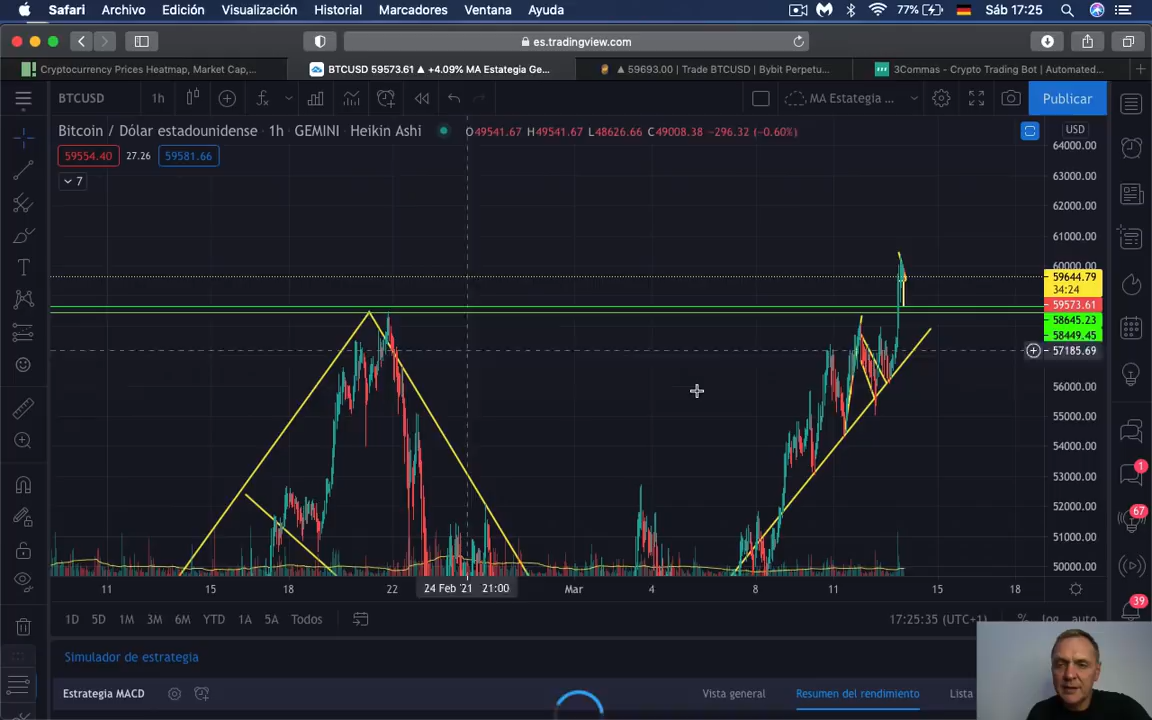 Safari Archivo Edición Visualización Historial Marcadores Ventana Ayuda 77% Sáb 17:25
es.tradingview.com
Cryptocurrency Prices Heatmap, Market Cap,... BTCUSD 59573.61 ▲ +4.09% MA Estategia Ge... ▲ 59693.00 | Trade BTCUSD | Bybit Perpetu... 3Commas - Crypto Trading Bot | Automated...
BTCUSD 1h MA Estategia ... Publicar
Bitcoin / Dólar estadounidense · 1h · GEMINI · Heikin Ashi O49541.67 H49541.67 L48626.66 C49008.38 −296.32 (−0.60%) USD
59554.40 27.26 59581.66
7
64000.00
63000.00
62000.00
61000.00
60000.00
59644.79
34:24
59573.61
58645.23
58449.45
57185.69
56000.00
55000.00
54000.00
53000.00
52000.00
51000.00
50000.00
1
67
39
11 15 18 22 24 Feb '21 21:00 Mar 4 8 11 15 18
1D 5D 1M 3M 6M YTD 1A 5A Todos 17:25:35 (UTC+1) % log auto
Simulador de estrategia
Estrategia MACD Vista general Resumen del rendimiento Lista